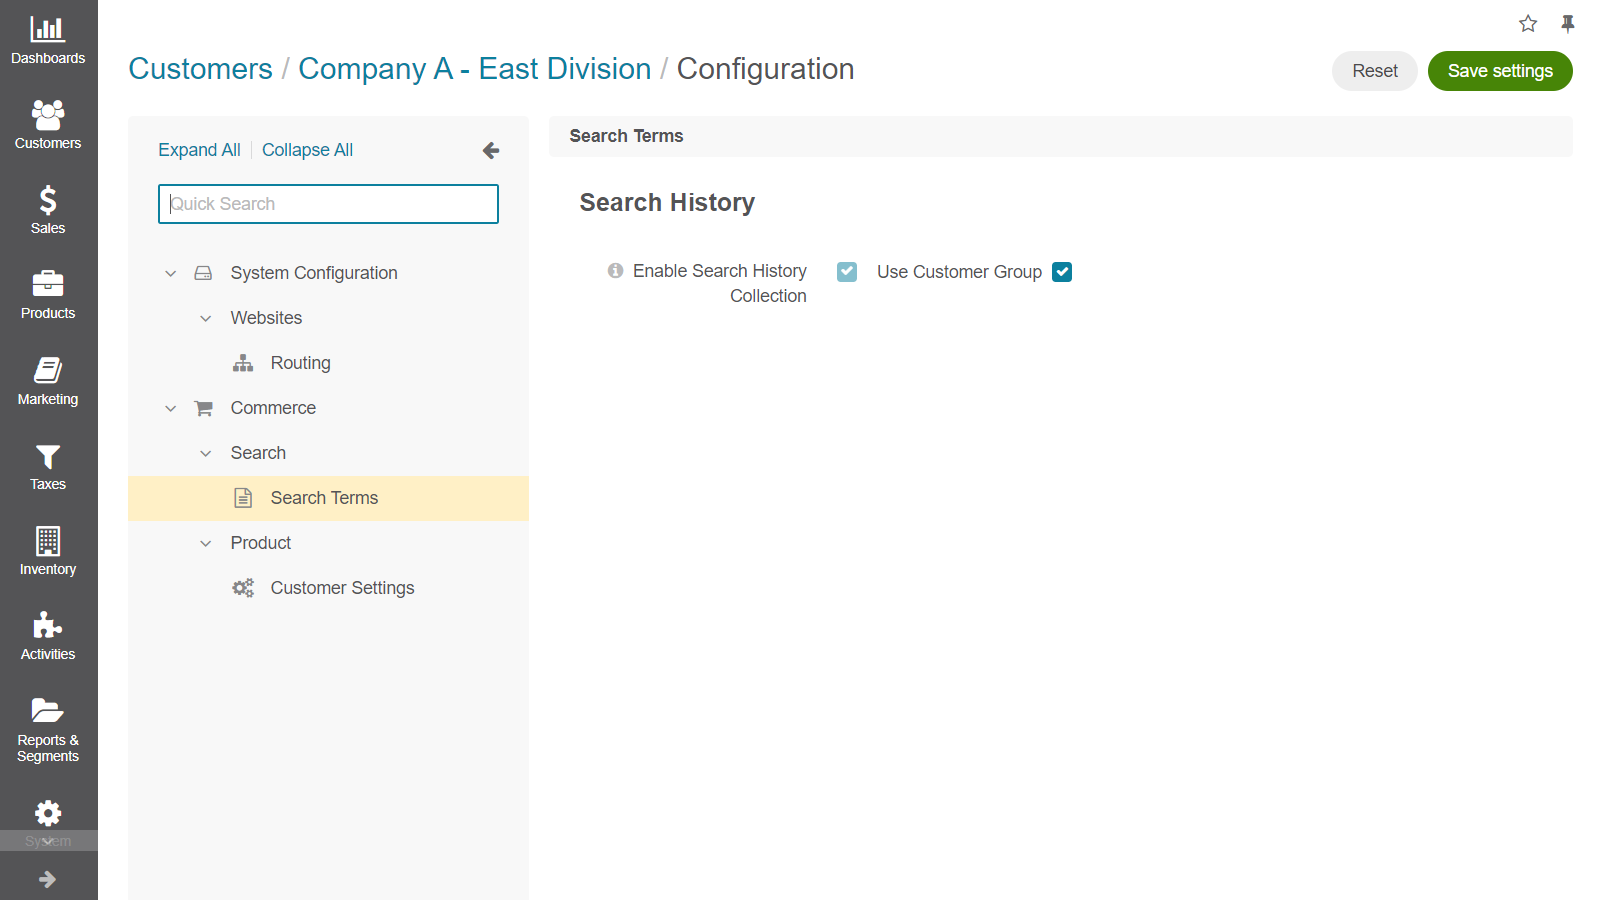 Dashboards
Customers
Sales
Products
Marketing
Taxes
Inventory
Activities
Reports &
Segments
System
Customers / Company A - East Division / Configuration
Reset
Save settings
Expand All
Collapse All
Quick Search
System Configuration
Websites
Routing
Commerce
Search
Search Terms
Product
Customer Settings
Search Terms
Search History
Enable Search History
Collection
Use Customer Group